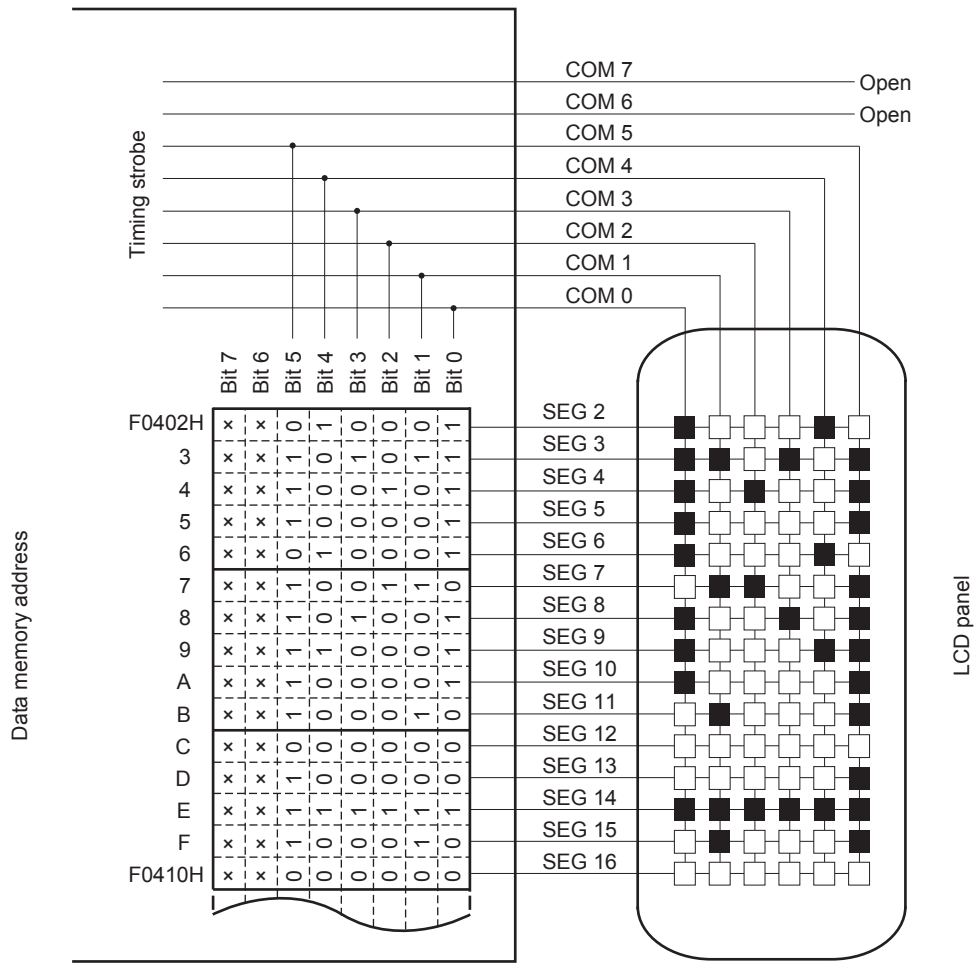 COM 7 Open
COM 6 Open
COM 5
COM 4
COM 3
COM 2
COM 1
COM 0
Timing strobe
Bit 7 Bit 6 Bit 5 Bit 4 Bit 3 Bit 2 Bit 1 Bit 0
Data memory address
F0402H × × 0 1 0 0 0 1 SEG 2
3 × × 1 0 1 0 1 1 SEG 3
4 × × 1 0 0 1 0 1 SEG 4
5 × × 1 0 0 0 0 1 SEG 5
6 × × 0 1 0 0 0 1 SEG 6
7 × × 1 0 0 1 1 0 SEG 7
8 × × 1 0 1 0 0 1 SEG 8
9 × × 1 1 0 0 0 1 SEG 9
A × × 1 0 0 0 0 1 SEG 10
B × × 1 0 0 0 1 0 SEG 11
C × × 0 0 0 0 0 0 SEG 12
D × × 1 0 0 0 0 0 SEG 13
E × × 1 1 1 1 1 1 SEG 14
F × × 1 0 0 0 1 0 SEG 15
F0410H × × 0 0 0 0 0 0 SEG 16
LCD panel